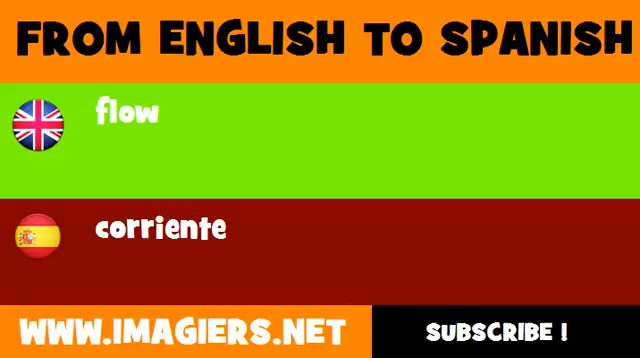 FROM ENGLISH TO SPANISH
flow
corriente
WWW.IMAGIERS.NET
SUBSCRIBE !